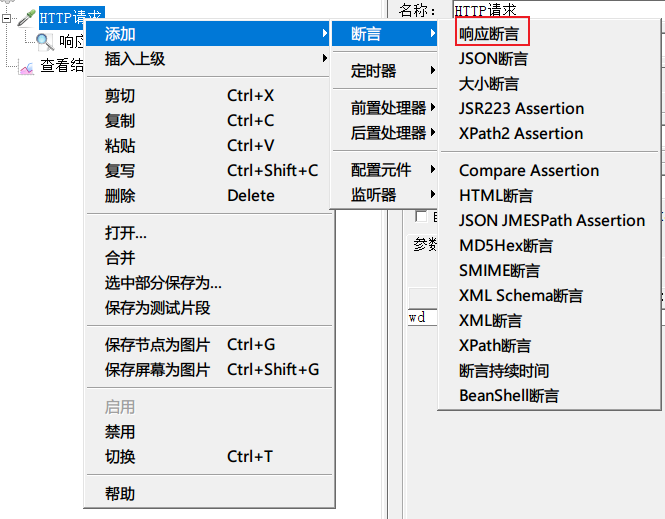 HTTP请求
响应
查看结
添加
插入上级
剪切 Ctrl+X
复制 Ctrl+C
粘贴 Ctrl+V
复写 Ctrl+Shift+C
删除 Delete
打开...
合并
选中部分保存为...
保存为测试片段
保存节点为图片 Ctrl+G
保存屏幕为图片 Ctrl+Shift+G
启用
禁用
切换 Ctrl+T
帮助
断言
定时器
前置处理器
后置处理器
配置元件
监听器
名称： HTTP请求
响应断言
JSON断言
大小断言
JSR223 Assertion
XPath2 Assertion
Compare Assertion
HTML断言
JSON JMESPath Assertion
MD5Hex断言
SMIME断言
XML Schema断言
XML断言
XPath断言
断言持续时间
BeanShell断言
参数
wd